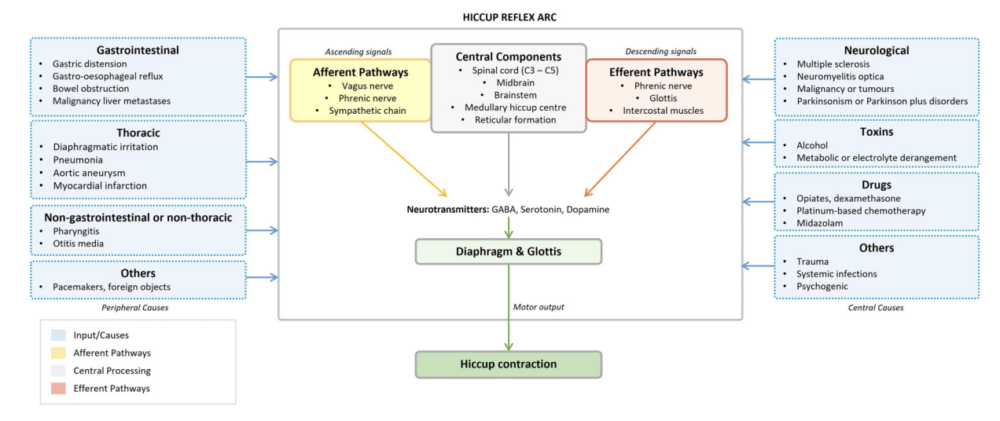 HICCUP REFLEX ARC
Gastrointestinal
• Gastric distension
• Gastro-oesophageal reflux
• Bowel obstruction
• Malignancy liver metastases
Thoracic
• Diaphragmatic irritation
• Pneumonia
• Aortic aneurysm
• Myocardial infarction
Non-gastrointestinal or non-thoracic
• Pharyngitis
• Otitis media
Others
• Pacemakers, foreign objects
Peripheral Causes
Ascending signals
Afferent Pathways
• Vagus nerve
• Phrenic nerve
• Sympathetic chain
Central Components
• Spinal cord (C3 – C5)
• Midbrain
• Brainstem
• Medullary hiccup centre
• Reticular formation
Descending signals
Efferent Pathways
• Phrenic nerve
• Glottis
• Intercostal muscles
Neurotransmitters: GABA, Serotonin, Dopamine
Diaphragm & Glottis
Motor output
Hiccup contraction
Neurological
• Multiple sclerosis
• Neuromyelitis optica
• Malignancy or tumours
• Parkinsonism or Parkinson plus disorders
Toxins
• Alcohol
• Metabolic or electrolyte derangement
Drugs
• Opiates, dexamethasone
• Platinum-based chemotherapy
• Midazolam
Others
• Trauma
• Systemic infections
• Psychogenic
Central Causes
Input/Causes
Afferent Pathways
Central Processing
Efferent Pathways